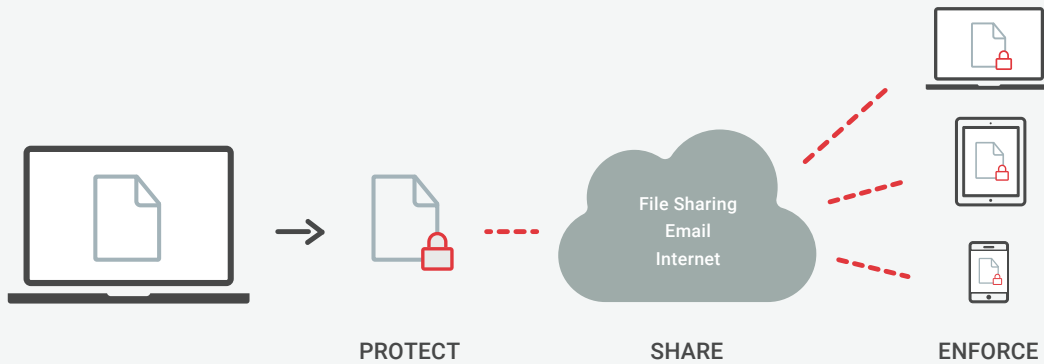 File Sharing
Email
Internet
PROTECT
SHARE
ENFORCE